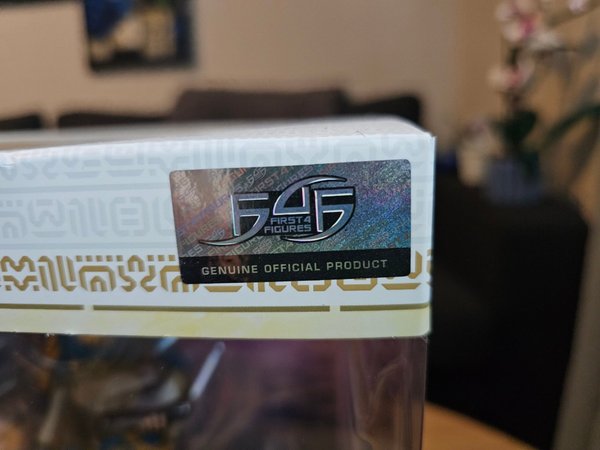 F4F
FIRST 4
FIGURES
GENUINE OFFICIAL PRODUCT